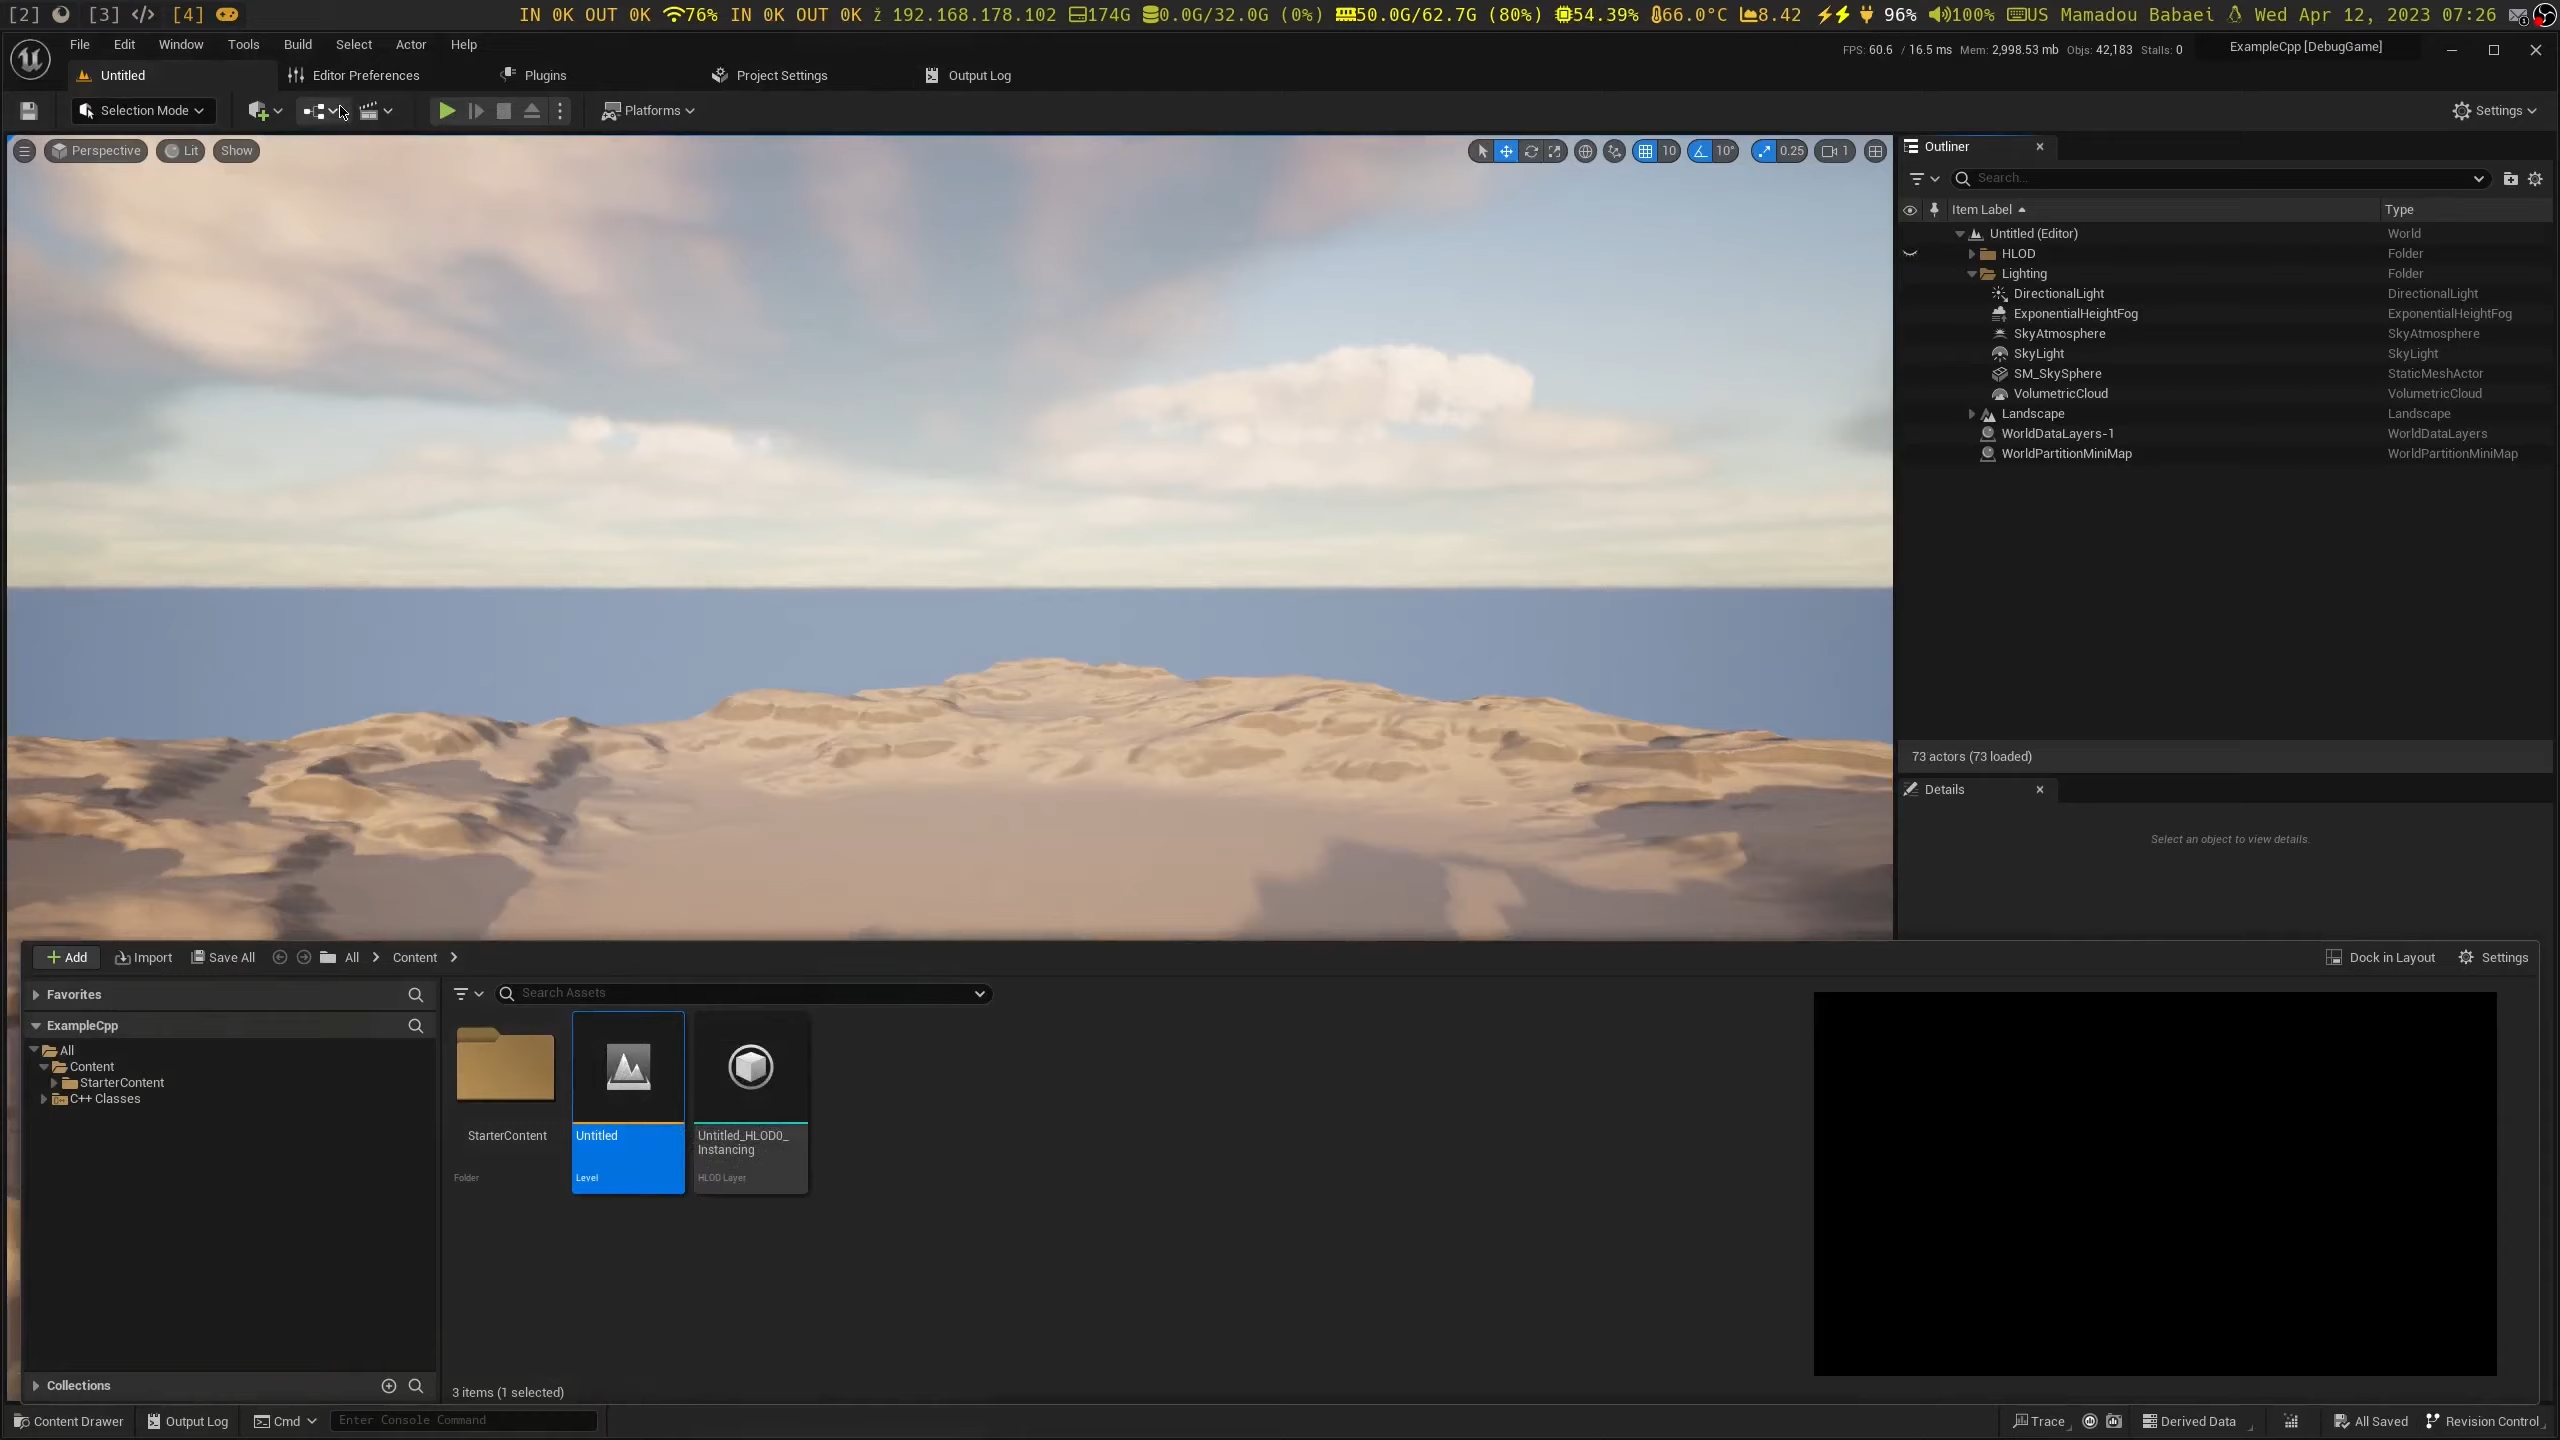 [2] [3] </> [4] IN 0K OUT 0K 76% IN 0K OUT 0K ż 192.168.178.102 174G 0.0G/32.0G (0%) 50.0G/62.7G (80%) 54.39% 66.0°C 8.42 96% 100% US Mamadou Babaei Wed Apr 12, 2023 07:26
File Edit Window Tools Build Select Actor Help
FPS: 60.6 / 16.5 ms Mem: 2,998.53 mb Objs: 42,183 Stalls: 0 ExampleCpp [DebugGame]
Untitled Editor Preferences Plugins Project Settings Output Log
Selection Mode Platforms Settings
Perspective Lit Show 10 10° 0.25 1
Outliner
Search...
Item Label Type
Untitled (Editor) World
HLOD Folder
Lighting Folder
DirectionalLight DirectionalLight
ExponentialHeightFog ExponentialHeightFog
SkyAtmosphere SkyAtmosphere
SkyLight SkyLight
SM_SkySphere StaticMeshActor
VolumetricCloud VolumetricCloud
Landscape Landscape
WorldDataLayers-1 WorldDataLayers
WorldPartitionMiniMap WorldPartitionMiniMap
73 actors (73 loaded)
Details
Select an object to view details.
Add Import Save All All Content Dock in Layout Settings
Favorites
Search Assets
ExampleCpp
All
Content
StarterContent
C++ Classes
StarterContent
Folder
Untitled
Level
Untitled_HLOD0_
Instancing
HLOD Layer
Collections
3 items (1 selected)
Content Drawer Output Log Cmd Enter Console Command Trace Derived Data All Saved Revision Control